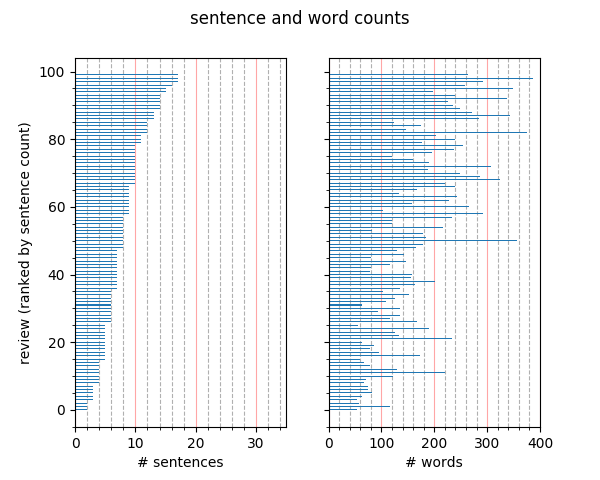 sentence and word counts
100
80
60
40
20
0
review (ranked by sentence count)
0 10 20 30
# sentences
0 100 200 300 400
# words